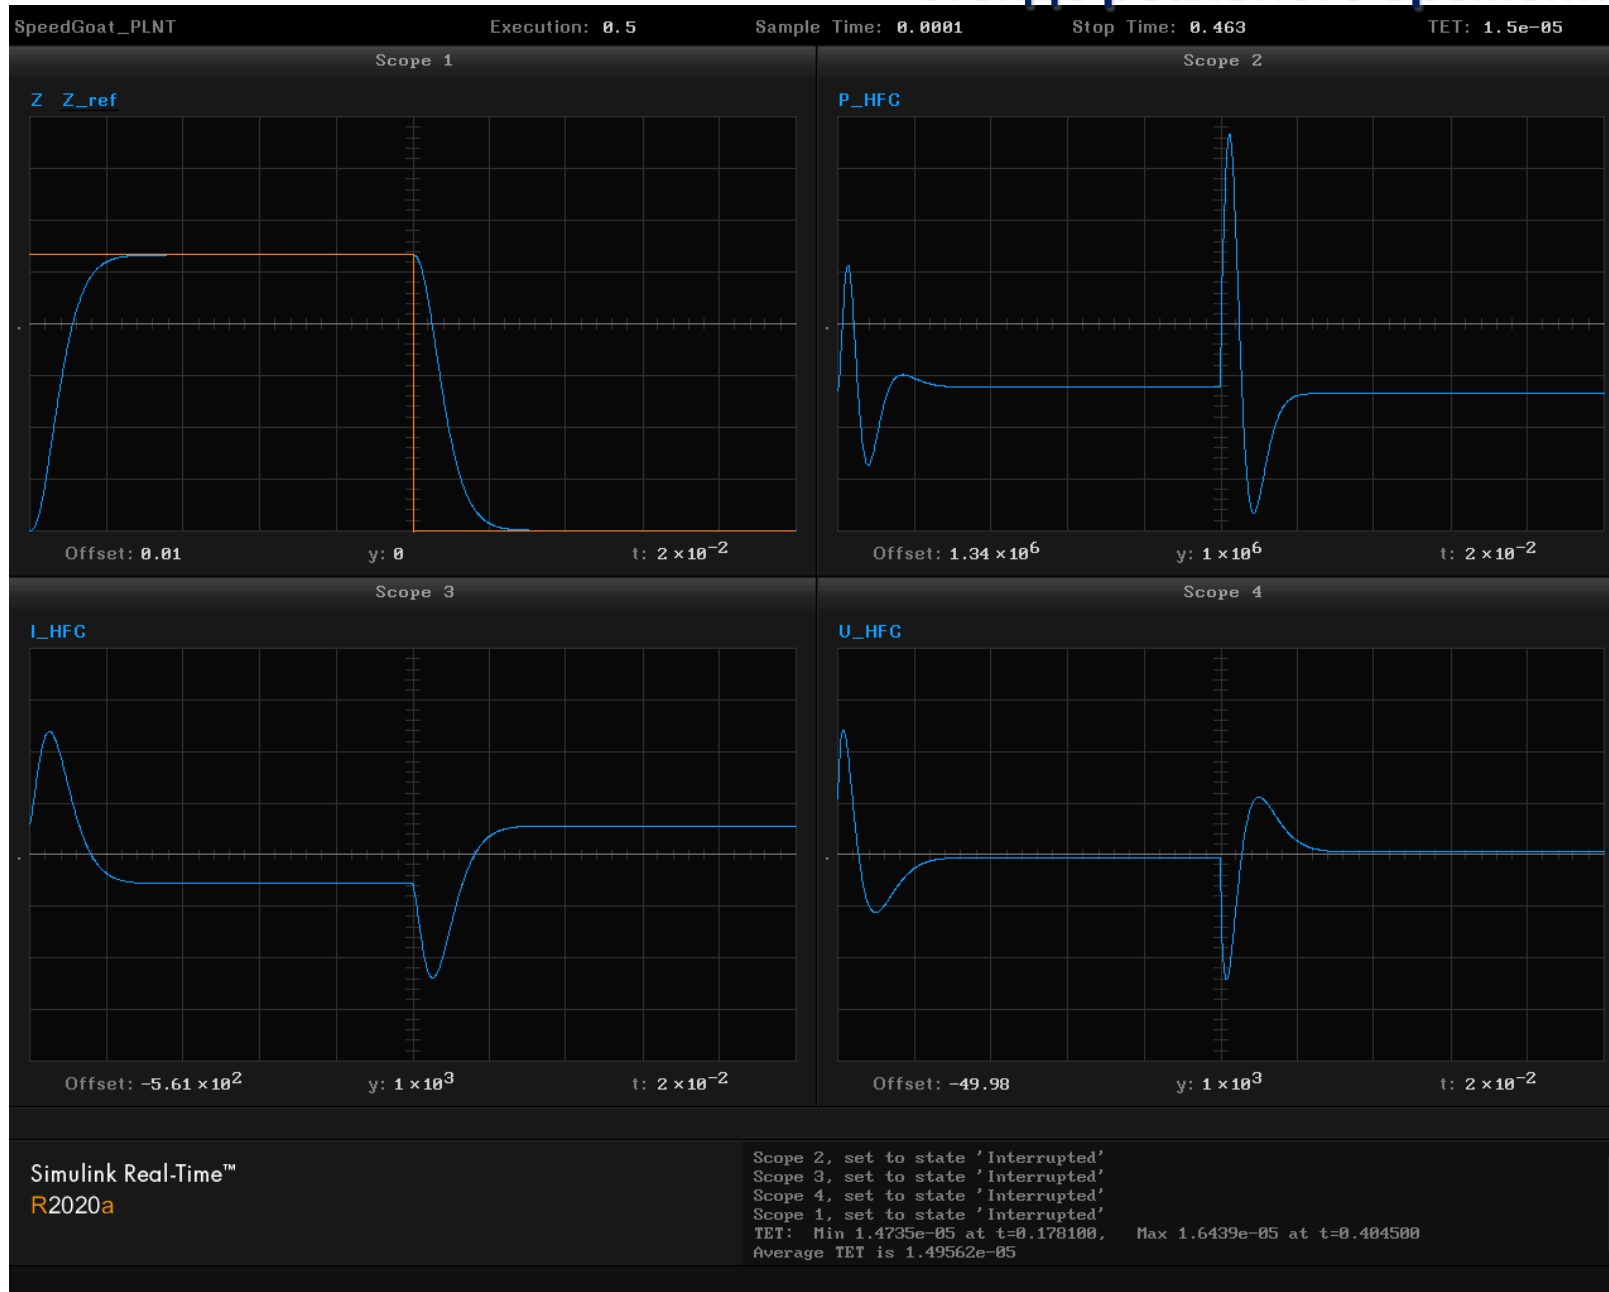 SpeedGoat_PLNT Execution: 0.5 Sample Time: 0.0001 Stop Time: 0.463 TET: 1.5e-05
Scope 1
Z Z_ref
Offset: 0.01 y: 0 t: 2×10⁻²
Scope 2
P_HFC
Offset: 1.34×10⁶ y: 1×10⁶ t: 2×10⁻²
Scope 3
I_HFC
Offset: -5.61×10² y: 1×10³ t: 2×10⁻²
Scope 4
U_HFC
Offset: -49.98 y: 1×10³ t: 2×10⁻²
Simulink Real-Time™
R2020a
Scope 2, set to state 'Interrupted'
Scope 3, set to state 'Interrupted'
Scope 4, set to state 'Interrupted'
Scope 1, set to state 'Interrupted'
TET: Min 1.4735e-05 at t=0.178100, Max 1.6439e-05 at t=0.404500
Average TET is 1.49562e-05